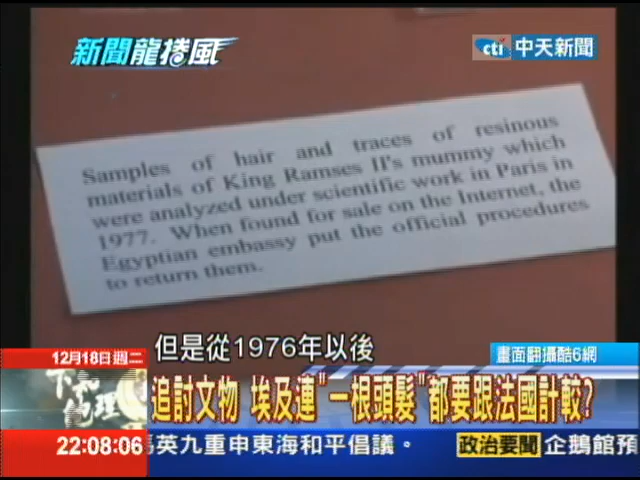 新聞龍捲風
cti 中天新聞
Samples of hair and traces of resinous
materials of King Ramses II's mummy which
were analyzed under scientific work in Paris in
1977. When found for sale on the Internet, the
Egyptian embassy put the official procedures
to return them.
但是從1976年以後
12月18日週二
畫面翻攝酷6網
追討文物 埃及連"一根頭髮"都要跟法國計較?
22:08:06
馬英九重申東海和平倡議。
政治要聞 企鵝館預